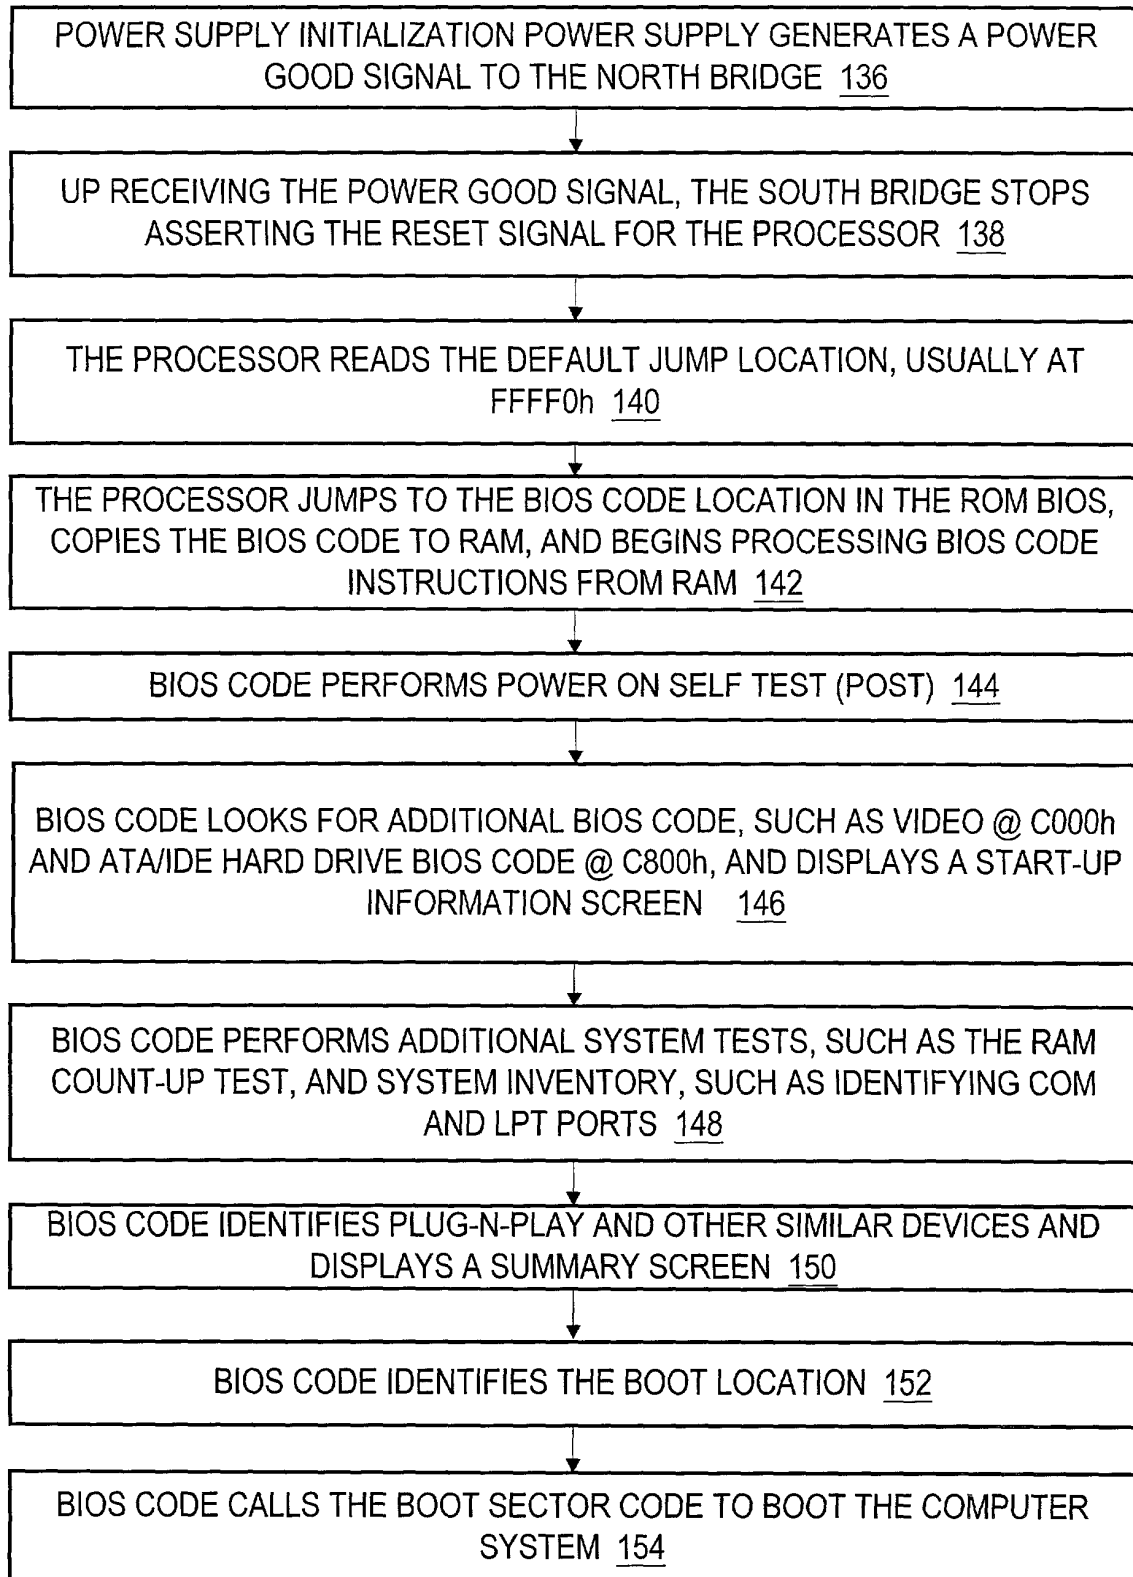 POWER SUPPLY INITIALIZATION POWER SUPPLY GENERATES A POWER
GOOD SIGNAL TO THE NORTH BRIDGE 136
UP RECEIVING THE POWER GOOD SIGNAL, THE SOUTH BRIDGE STOPS
ASSERTING THE RESET SIGNAL FOR THE PROCESSOR 138
THE PROCESSOR READS THE DEFAULT JUMP LOCATION, USUALLY AT
FFFF0h 140
THE PROCESSOR JUMPS TO THE BIOS CODE LOCATION IN THE ROM BIOS,
COPIES THE BIOS CODE TO RAM, AND BEGINS PROCESSING BIOS CODE
INSTRUCTIONS FROM RAM 142
BIOS CODE PERFORMS POWER ON SELF TEST (POST) 144
BIOS CODE LOOKS FOR ADDITIONAL BIOS CODE, SUCH AS VIDEO @ C000h
AND ATA/IDE HARD DRIVE BIOS CODE @ C800h, AND DISPLAYS A START-UP
INFORMATION SCREEN 146
BIOS CODE PERFORMS ADDITIONAL SYSTEM TESTS, SUCH AS THE RAM
COUNT-UP TEST, AND SYSTEM INVENTORY, SUCH AS IDENTIFYING COM
AND LPT PORTS 148
BIOS CODE IDENTIFIES PLUG-N-PLAY AND OTHER SIMILAR DEVICES AND
DISPLAYS A SUMMARY SCREEN 150
BIOS CODE IDENTIFIES THE BOOT LOCATION 152
BIOS CODE CALLS THE BOOT SECTOR CODE TO BOOT THE COMPUTER
SYSTEM 154